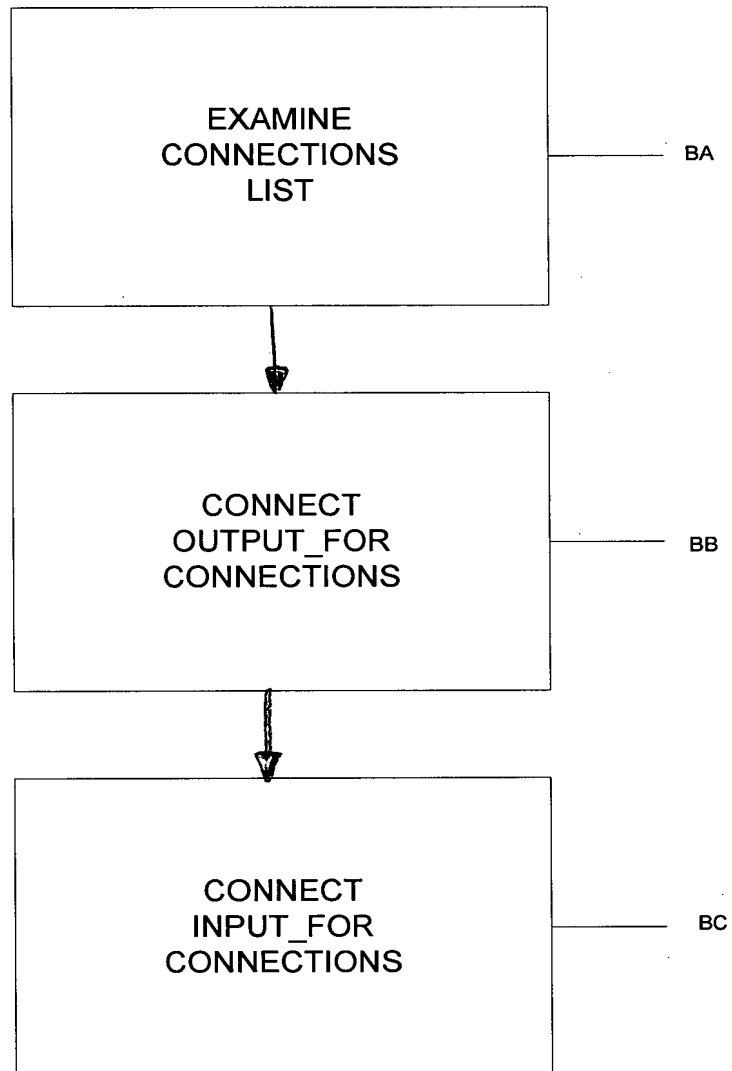 EXAMINE
CONNECTIONS
LIST
BA
CONNECT
OUTPUT_FOR
CONNECTIONS
BB
CONNECT
INPUT_FOR
CONNECTIONS
BC